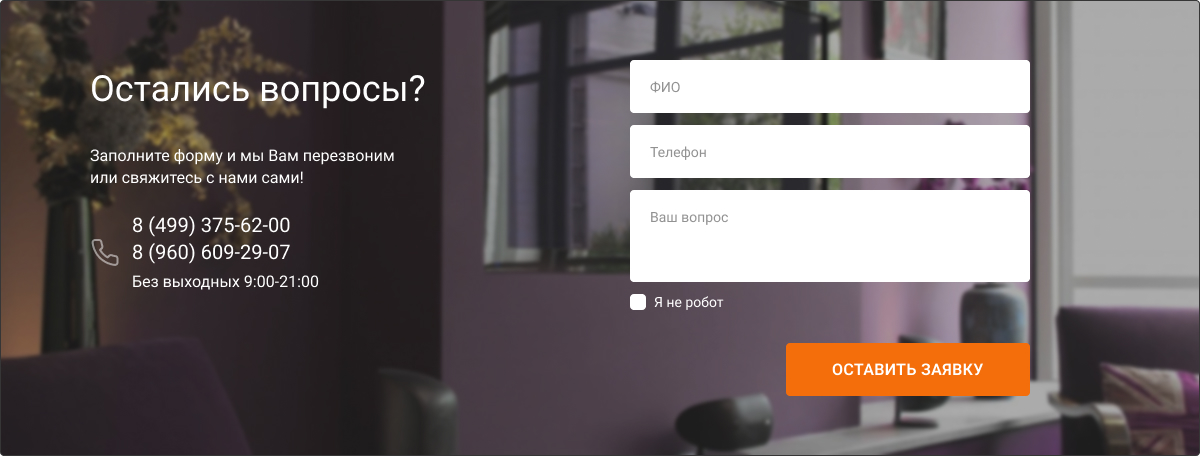 Остались вопросы?
Заполните форму и мы Вам перезвоним
или свяжитесь с нами сами!
8 (499) 375-62-00
8 (960) 609-29-07
Без выходных 9:00-21:00
ФИО
Телефон
Ваш вопрос
Я не робот
ОСТАВИТЬ ЗАЯВКУ